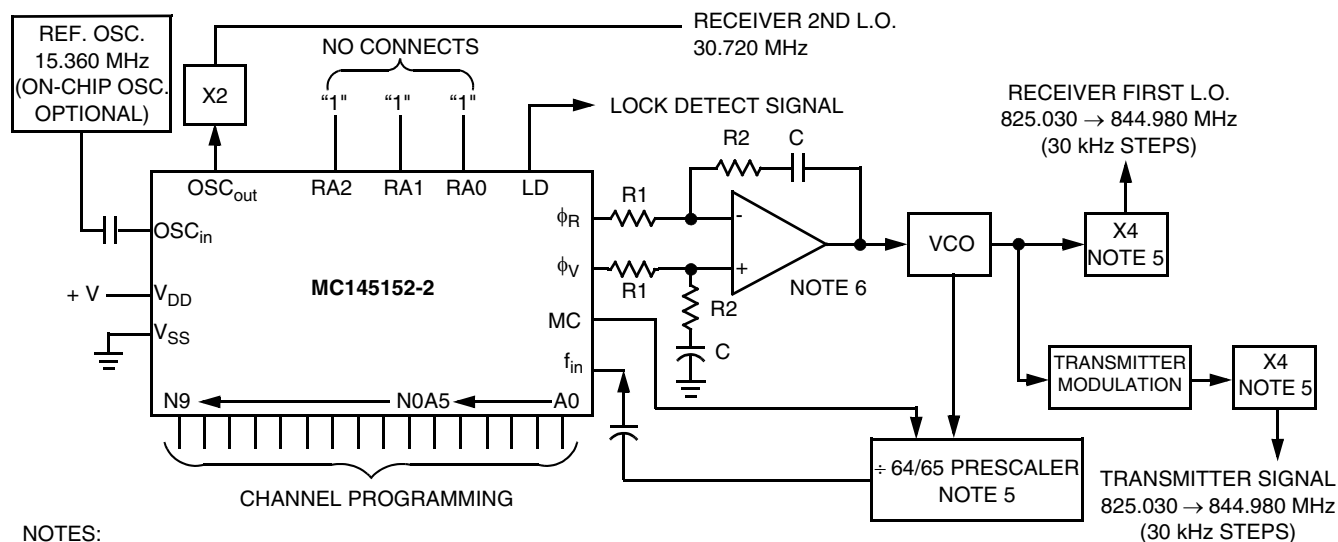 REF. OSC.
15.360 MHz
(ON-CHIP OSC.
OPTIONAL)
X2
NO CONNECTS
“1" “1" “1"
RECEIVER 2ND L.O.
30.720 MHz
LOCK DETECT SIGNAL
RECEIVER FIRST L.O.
825.030 → 844.980 MHz
(30 kHz STEPS)
R2 C
OSCout RA2 RA1 RA0 LD
OSCin
ϕR
R1
-
+
NOTE 6
VCO
X4
NOTE 5
MC145152-2
+ V
VDD
VSS
ϕV
R1
R2
C
MC
fin
TRANSMITTER
MODULATION
X4
NOTE 5
N9 N0A5 A0
CHANNEL PROGRAMMING
÷ 64/65 PRESCALER
NOTE 5
TRANSMITTER SIGNAL
825.030 → 844.980 MHz
(30 kHz STEPS)
NOTES: